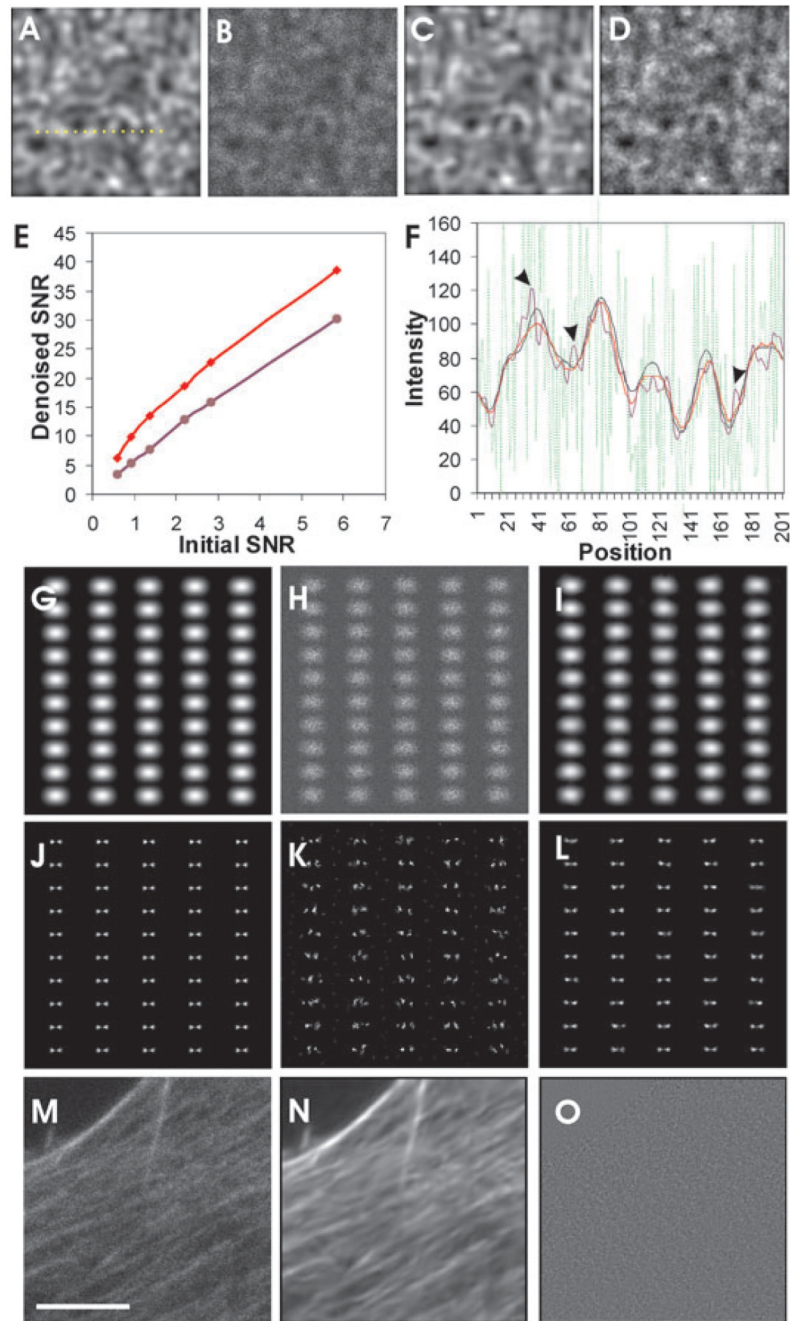 A
B
C
D
E
45
40
35
30
25
20
15
10
5
0
Denoised SNR
0 1 2 3 4 5 6 7
Initial SNR
F
160
140
120
100
80
60
40
20
0
Intensity
1 21 41 61 81 101 121 141 161 181 201
Position
G
H
I
J
K
L
M
N
O